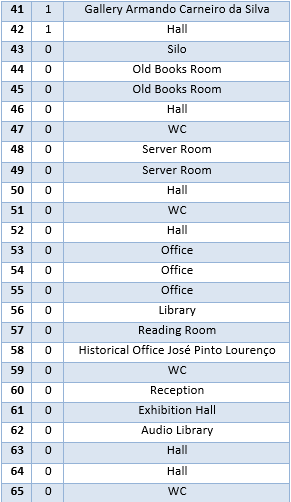 41 1 Gallery Armando Carneiro da Silva
42 1 Hall
43 0 Silo
44 0 Old Books Room
45 0 Old Books Room
46 0 Hall
47 0 WC
48 0 Server Room
49 0 Server Room
50 0 Hall
51 0 WC
52 0 Hall
53 0 Office
54 0 Office
55 0 Office
56 0 Library
57 0 Reading Room
58 0 Historical Office José Pinto Lourenço
59 0 WC
60 0 Reception
61 0 Exhibition Hall
62 0 Audio Library
63 0 Hall
64 0 Hall
65 0 WC